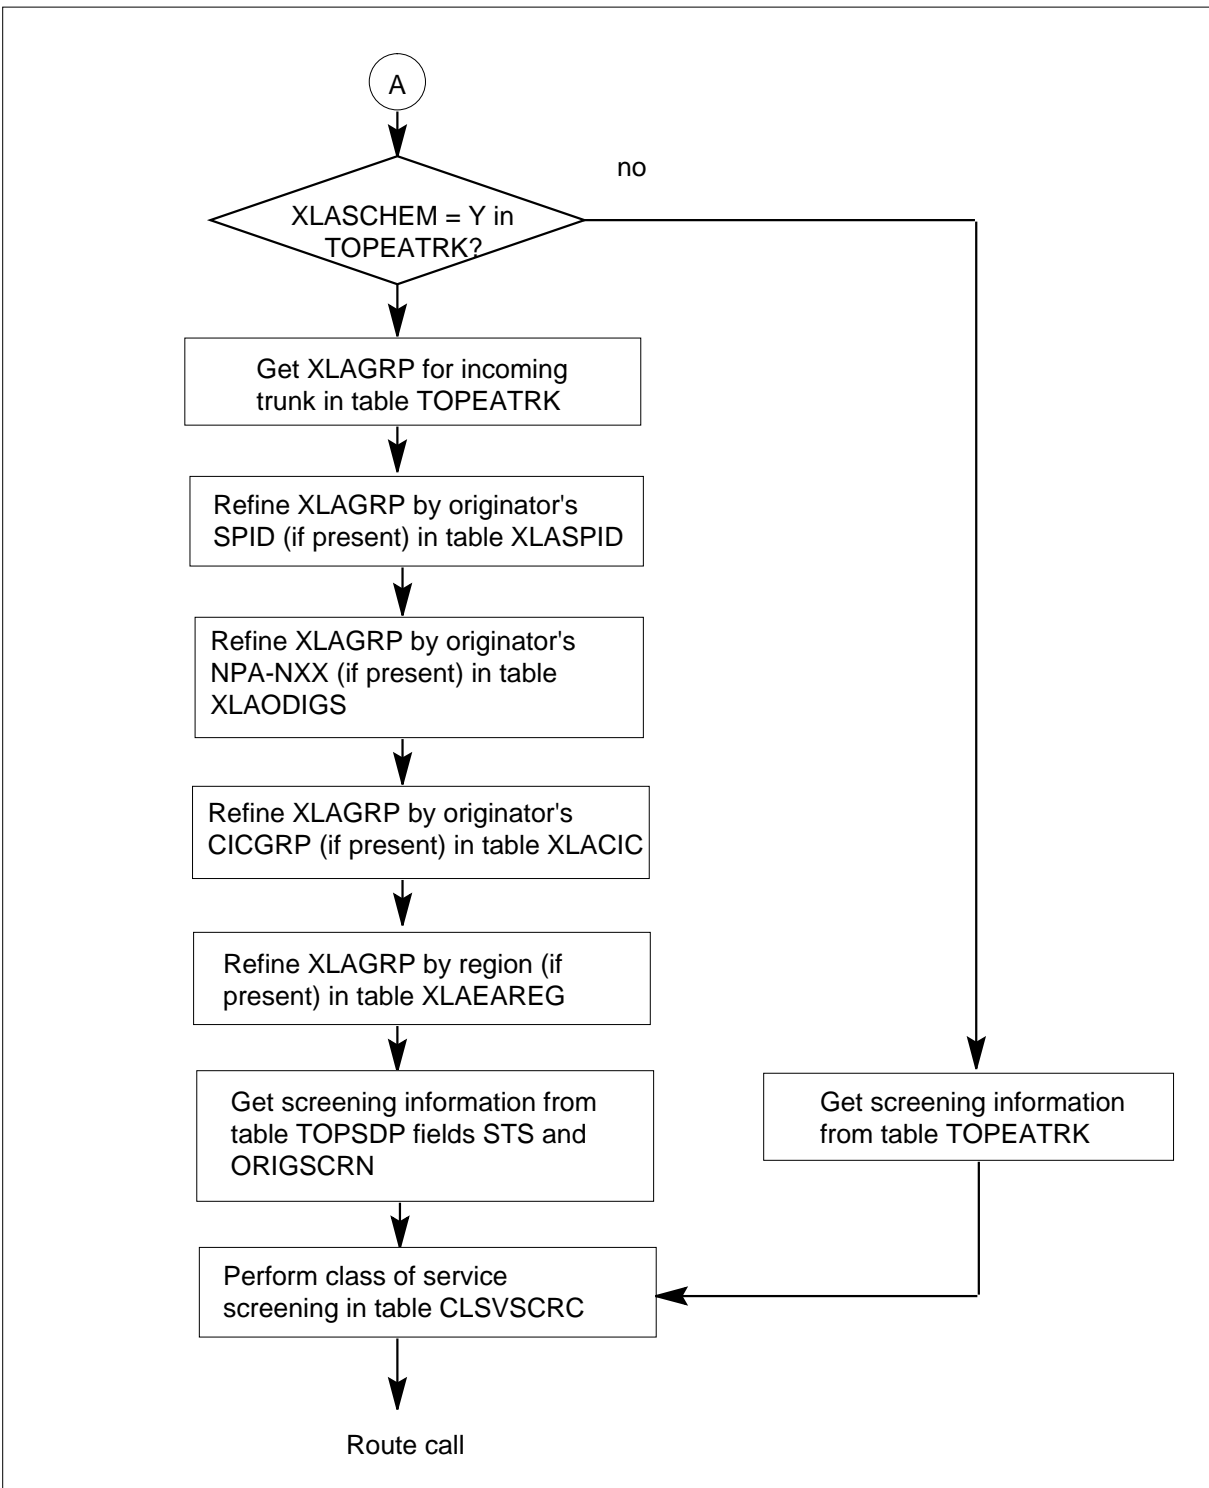 A
no
XLASCHEM = Y in
TOPEATRK?
Get XLAGRP for incoming
trunk in table TOPEATRK
Refine XLAGRP by originator's
SPID (if present) in table XLASPID
Refine XLAGRP by originator's
NPA-NXX (if present) in table
XLAODIGS
Refine XLAGRP by originator's
CICGRP (if present) in table XLACIC
Refine XLAGRP by region (if
present) in table XLAEAREG
Get screening information from
table TOPSDP fields STS and
ORIGSCRN
Get screening information
from table TOPEATRK
Perform class of service
screening in table CLSVSCRC
Route call